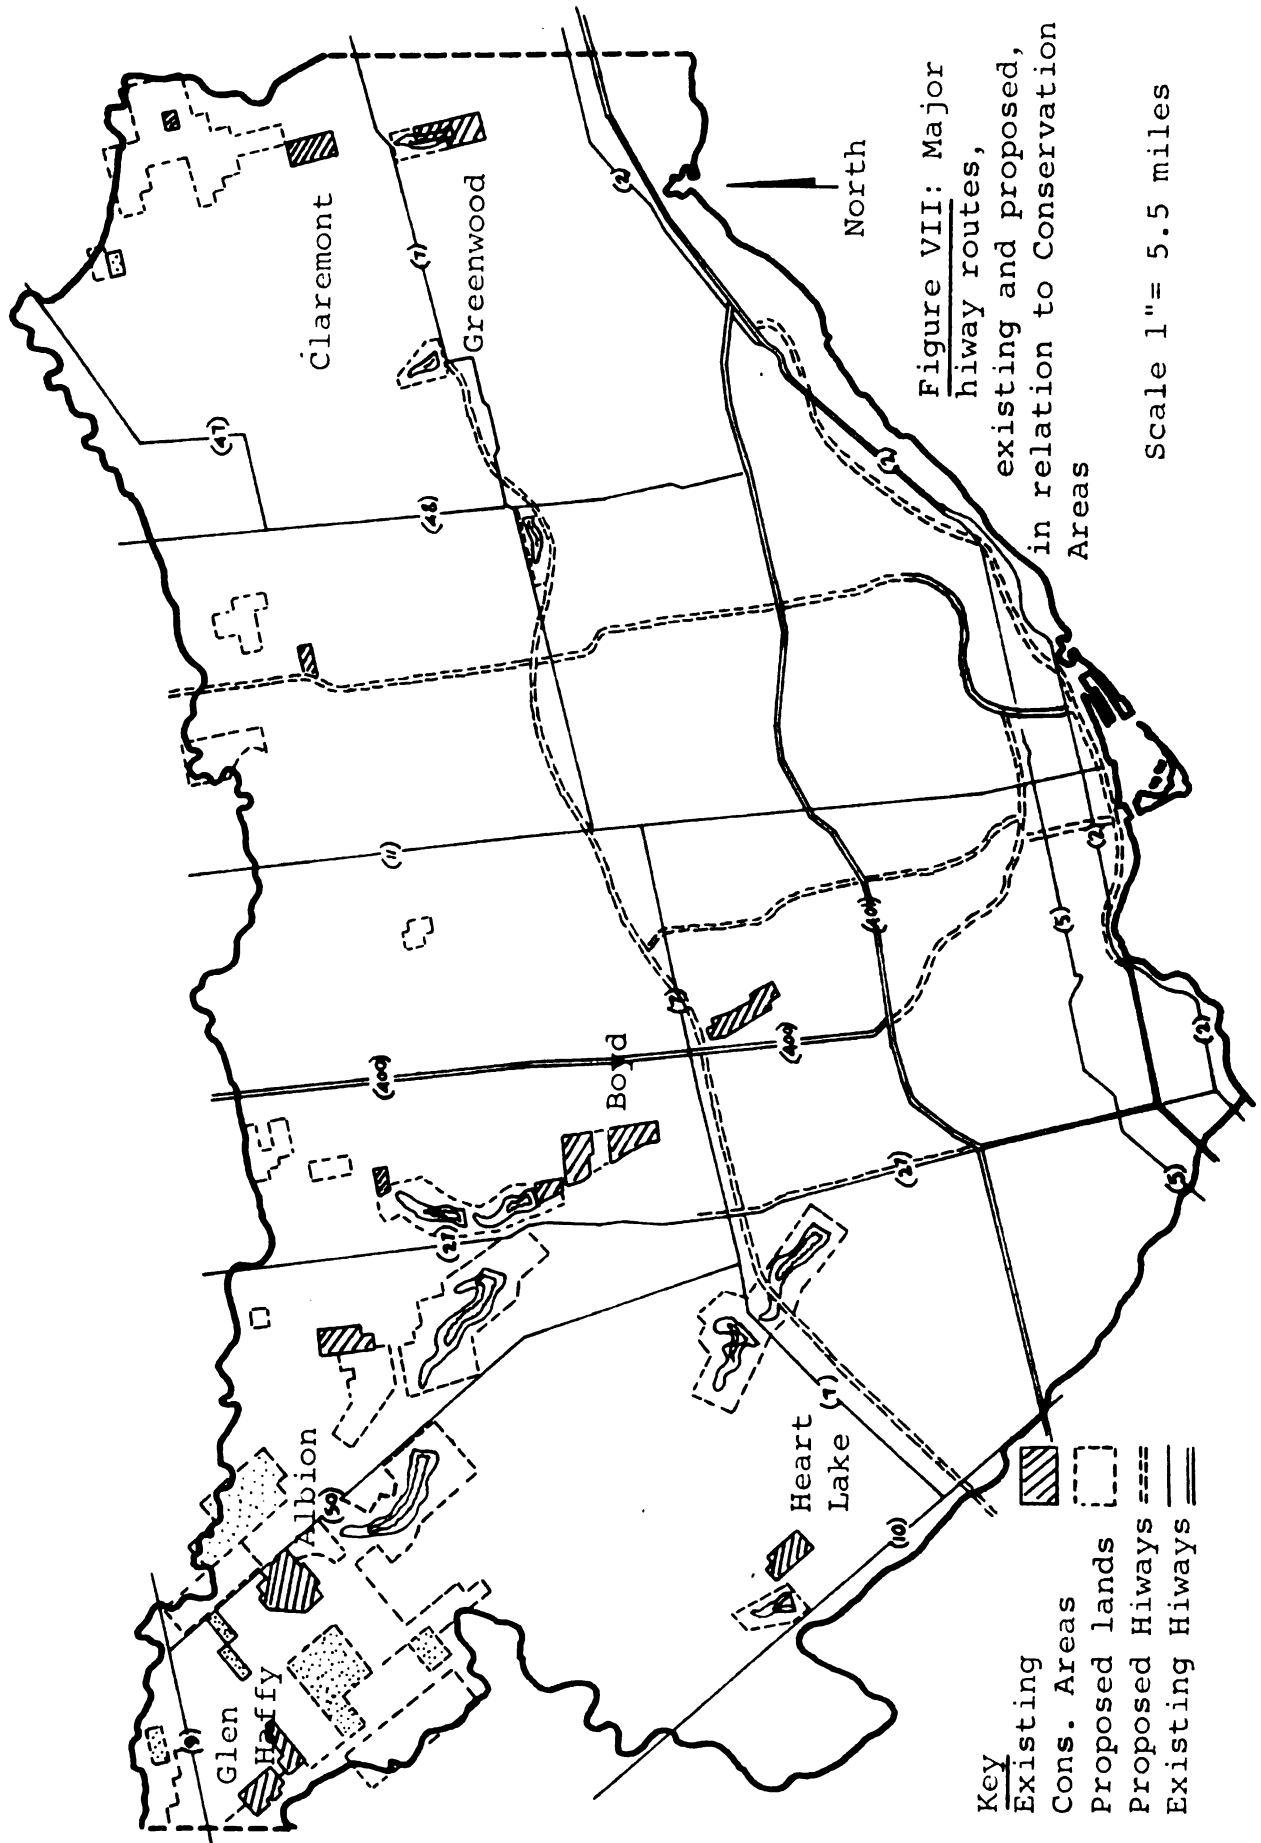 Figure VII: Major
hiway routes,
existing and proposed,
in relation to Conservation
Areas
Scale 1"= 5.5 miles
North
Key
Existing
Cons. Areas
Proposed lands
Proposed Hiways
Existing Hiways
Glen
Haffy
Albion
Boyd
Claremont
Greenwood
Heart
Lake
(9)
(50)
(27)
(400)
(11)
(48)
(47)
(7)
(7)
(7)
(400)
(27)
(401)
(10)
(5)
(5)
(2)
(2)
(2)
(2)